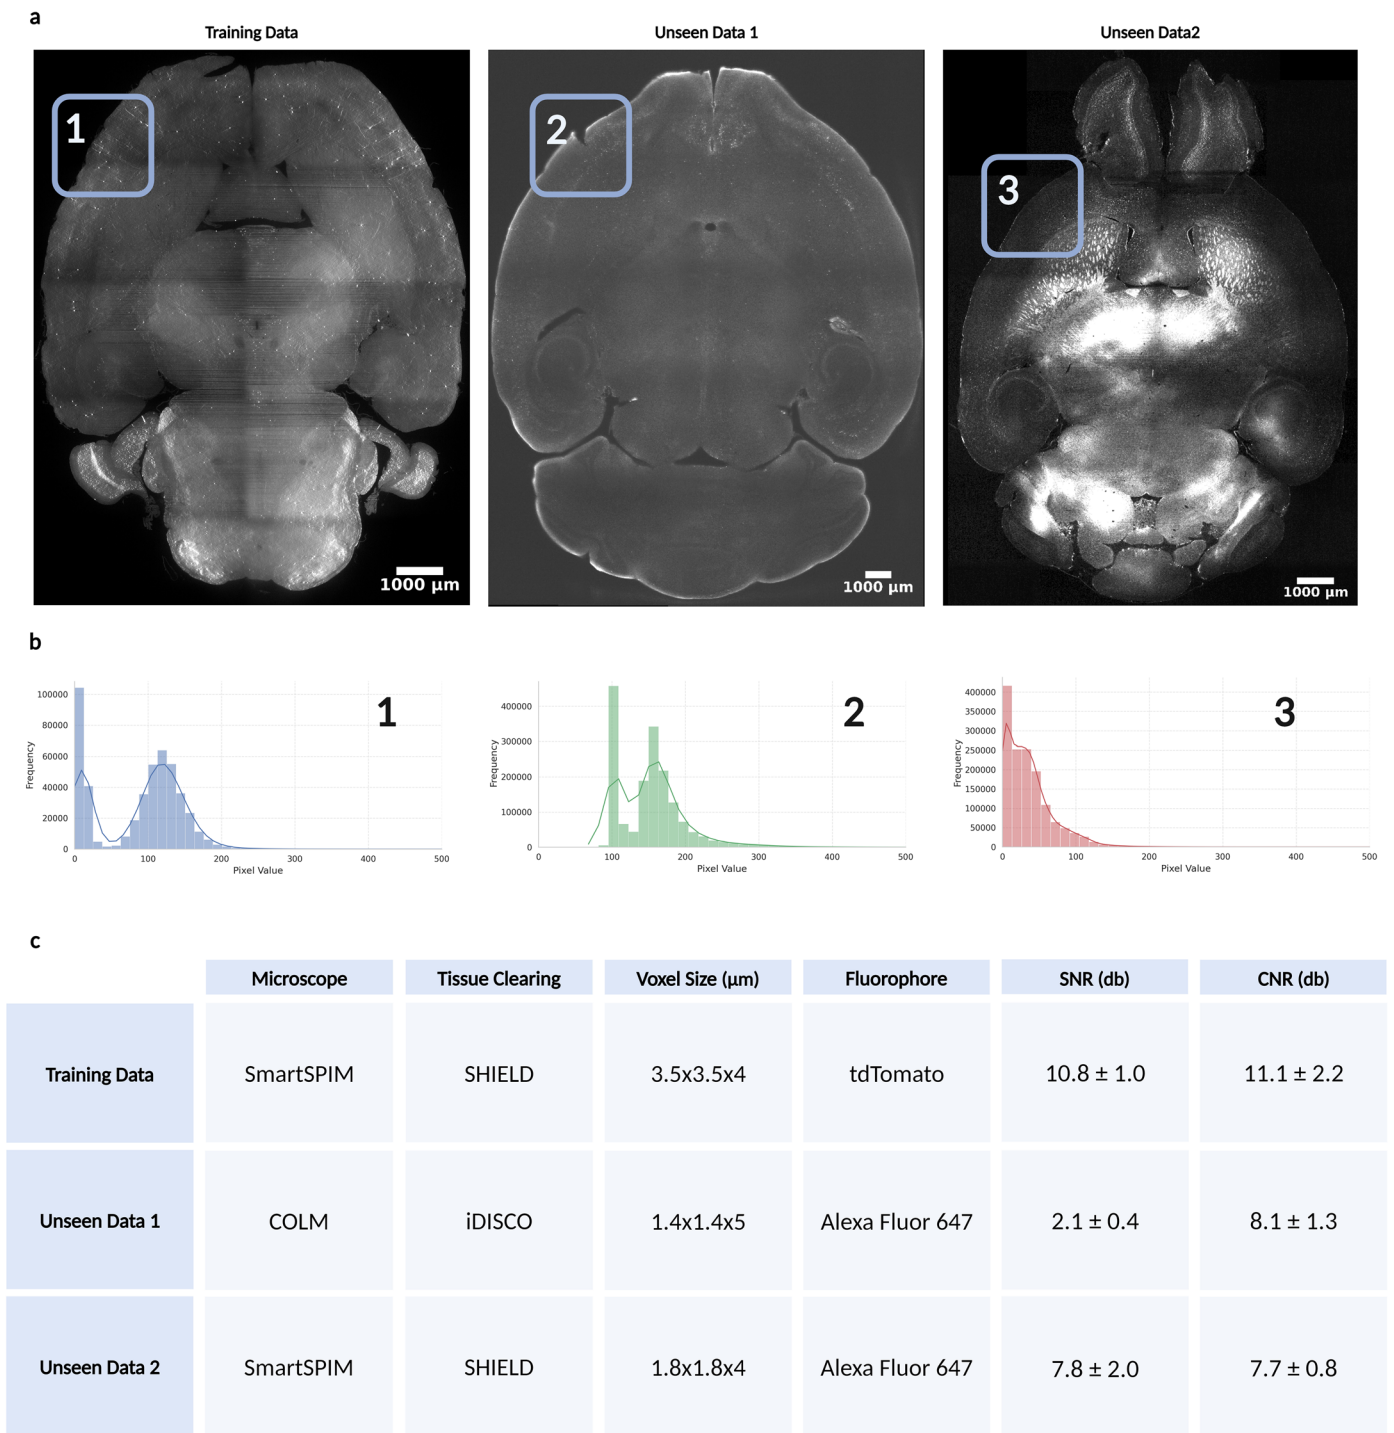 a
Training Data
Unseen Data 1
Unseen Data2
1
2
3
1000 µm
1000 µm
1000 µm
b
1
2
3
Frequency
100000
80000
60000
40000
20000
0
0 100 200 300 400 500
Pixel Value
Frequency
400000
300000
200000
100000
0
0 100 200 300 400 500
Pixel Value
Frequency
400000
350000
300000
250000
200000
150000
100000
50000
0
0 100 200 300 400 500
Pixel Value
c
Microscope Tissue Clearing Voxel Size (µm) Fluorophore SNR (db) CNR (db)
Training Data SmartSPIM SHIELD 3.5x3.5x4 tdTomato 10.8 ± 1.0 11.1 ± 2.2
Unseen Data 1 COLM iDISCO 1.4x1.4x5 Alexa Fluor 647 2.1 ± 0.4 8.1 ± 1.3
Unseen Data 2 SmartSPIM SHIELD 1.8x1.8x4 Alexa Fluor 647 7.8 ± 2.0 7.7 ± 0.8